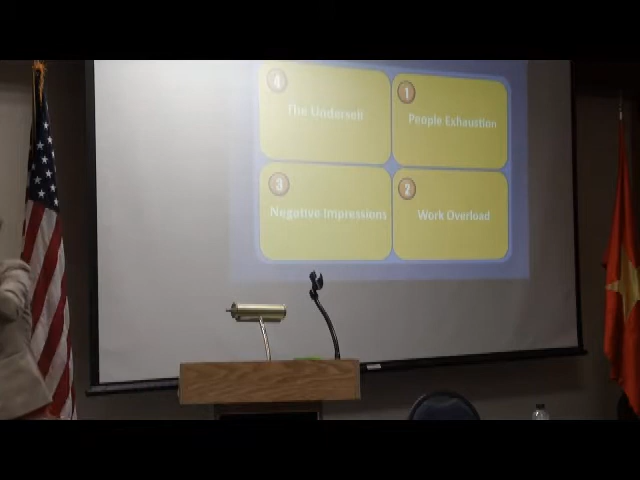 4
The Undersell
1
People Exhaustion
3
Negative Impressions
2
Work Overload